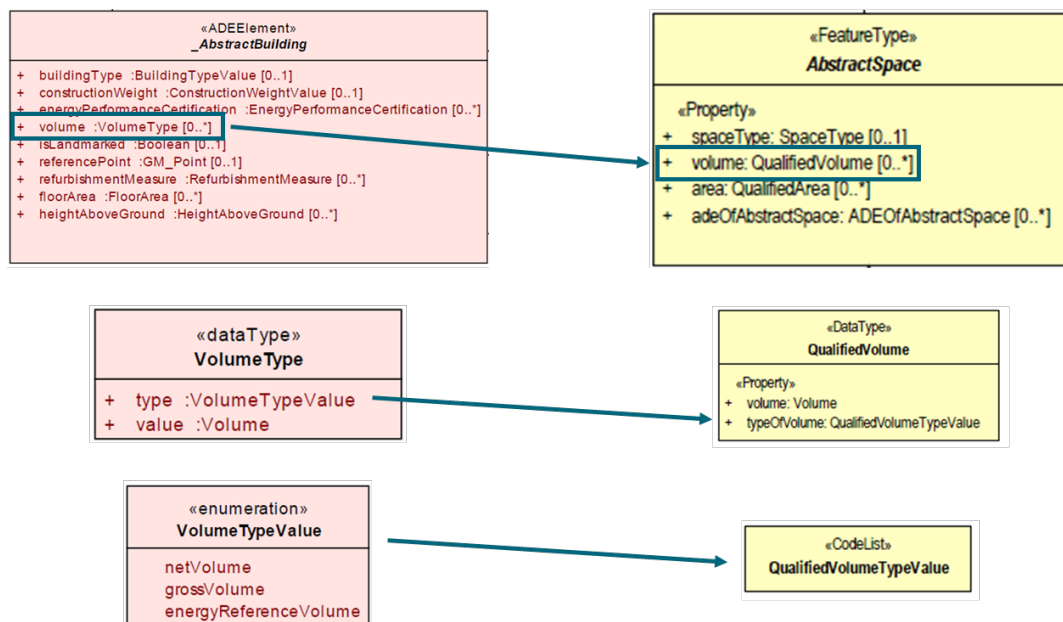 «ADEElement»
_AbstractBuilding
+ buildingType :BuildingTypeValue [0..1]
+ constructionWeight :ConstructionWeightValue [0..1]
+ energyPerformanceCertification :EnergyPerformanceCertification [0..*]
+ volume :VolumeType [0..*]
+ isLandmarked :Boolean [0..1]
+ referencePoint :GM_Point [0..1]
+ refurbishmentMeasure :RefurbishmentMeasure [0..*]
+ floorArea :FloorArea [0..*]
+ heightAboveGround :HeightAboveGround [0..*]
«FeatureType»
AbstractSpace
«Property»
+ spaceType: SpaceType [0..1]
+ volume: QualifiedVolume [0..*]
+ area: QualifiedArea [0..*]
+ adeOfAbstractSpace: ADEOfAbstractSpace [0..*]
«dataType»
VolumeType
+ type :VolumeTypeValue
+ value :Volume
«DataType»
QualifiedVolume
«Property»
+ volume: Volume
+ typeOfVolume: QualifiedVolumeTypeValue
«enumeration»
VolumeTypeValue
netVolume
grossVolume
energyReferenceVolume
«CodeList»
QualifiedVolumeTypeValue